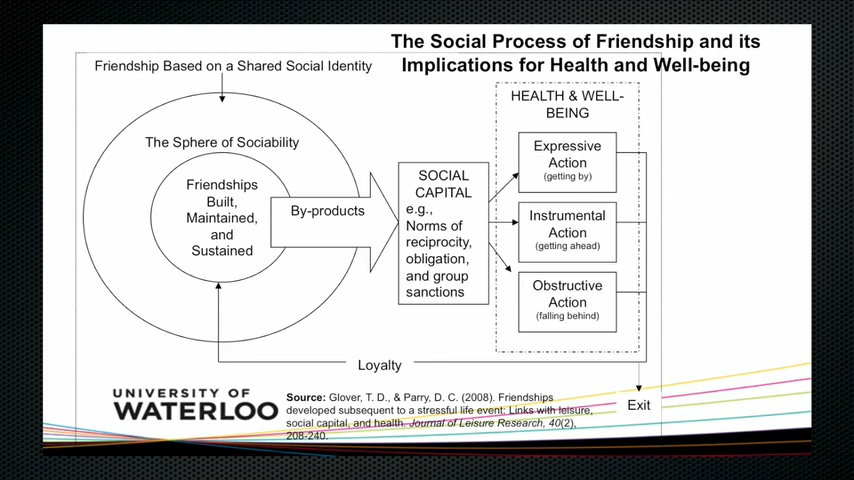 The Social Process of Friendship and its
Implications for Health and Well-being
Friendship Based on a Shared Social Identity
The Sphere of Sociability
Friendships
Built,
Maintained,
and
Sustained
By-products
SOCIAL
CAPITAL
e.g.,
Norms of
reciprocity,
obligation,
and group
sanctions
HEALTH & WELL-
BEING
Expressive
Action
(getting by)
Instrumental
Action
(getting ahead)
Obstructive
Action
(falling behind)
Loyalty
Exit
UNIVERSITY OF
WATERLOO
Source: Glover, T. D., & Parry, D. C. (2008). Friendships
developed subsequent to a stressful life event: Links with leisure,
social capital, and health. Journal of Leisure Research, 40(2),
208-240.